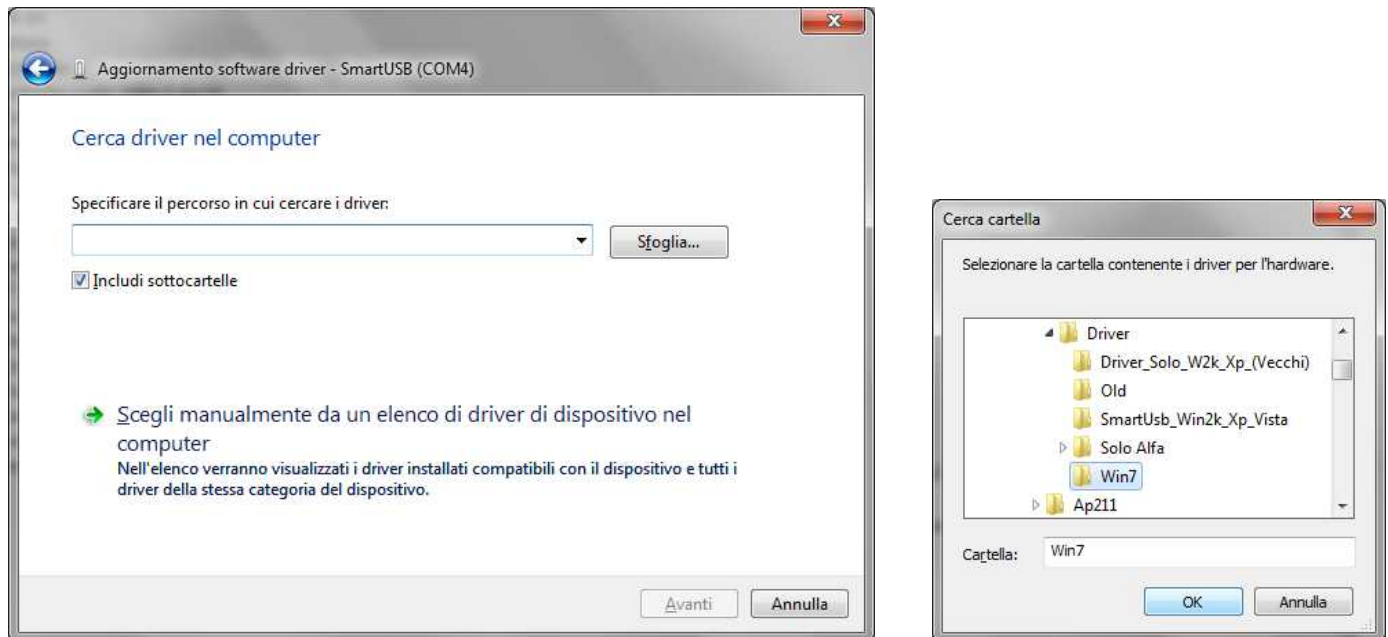 Aggiornamento software driver - SmartUSB (COM4)
Cerca driver nel computer
Specificare il percorso in cui cercare i driver:
Sfoglia...
Includi sottocartelle
Scegli manualmente da un elenco di driver di dispositivo nel
computer
Nell'elenco verranno visualizzati i driver installati compatibili con il dispositivo e tutti i
driver della stessa categoria del dispositivo.
Avanti
Annulla
Cerca cartella
Selezionare la cartella contenente i driver per l'hardware.
Driver
Driver_Solo_W2k_Xp_(Vecchi)
Old
SmartUsb_Win2k_Xp_Vista
Solo Alfa
Win7
Ap211
Cartella:
Win7
OK
Annulla